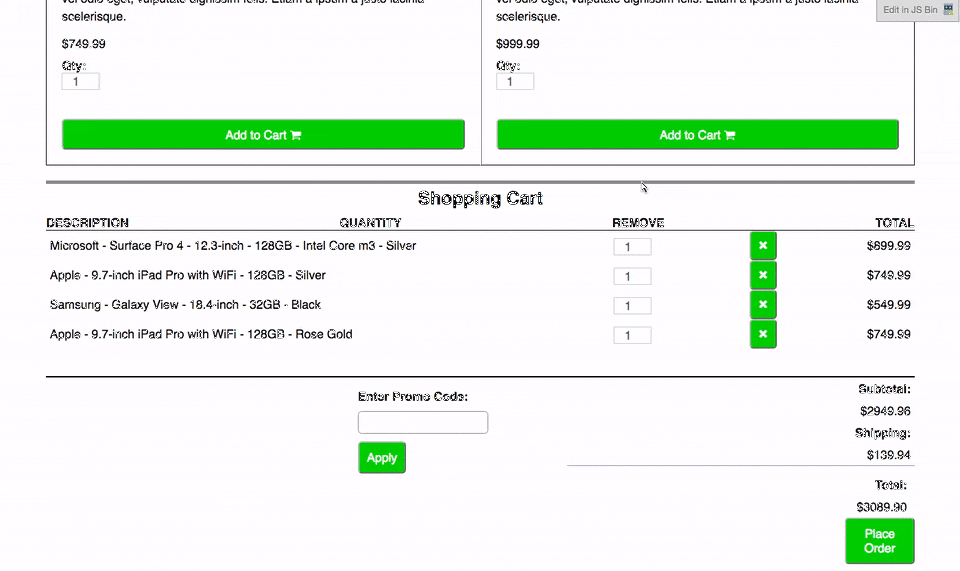 Edit in JS Bin
scelerisque.
scelerisque.
$749.99
$999.99
Qty:
Qty:
1
1
Add to Cart
Add to Cart
Shopping Cart
DESCRIPTION QUANTITY REMOVE TOTAL
Microsoft - Surface Pro 4 - 12.3-inch - 128GB - Intel Core m3 - Silver 1 $899.99
Apple - 9.7-inch iPad Pro with WiFi - 128GB - Silver 1 $749.99
Samsung - Galaxy View - 18.4-inch - 32GB - Black 1 $549.99
Apple - 9.7-inch iPad Pro with WiFi - 128GB - Rose Gold 1 $749.99
Enter Promo Code:
Apply
Subtotal:
$2949.96
Shipping:
$139.94
Total:
$3089.90
Place
Order